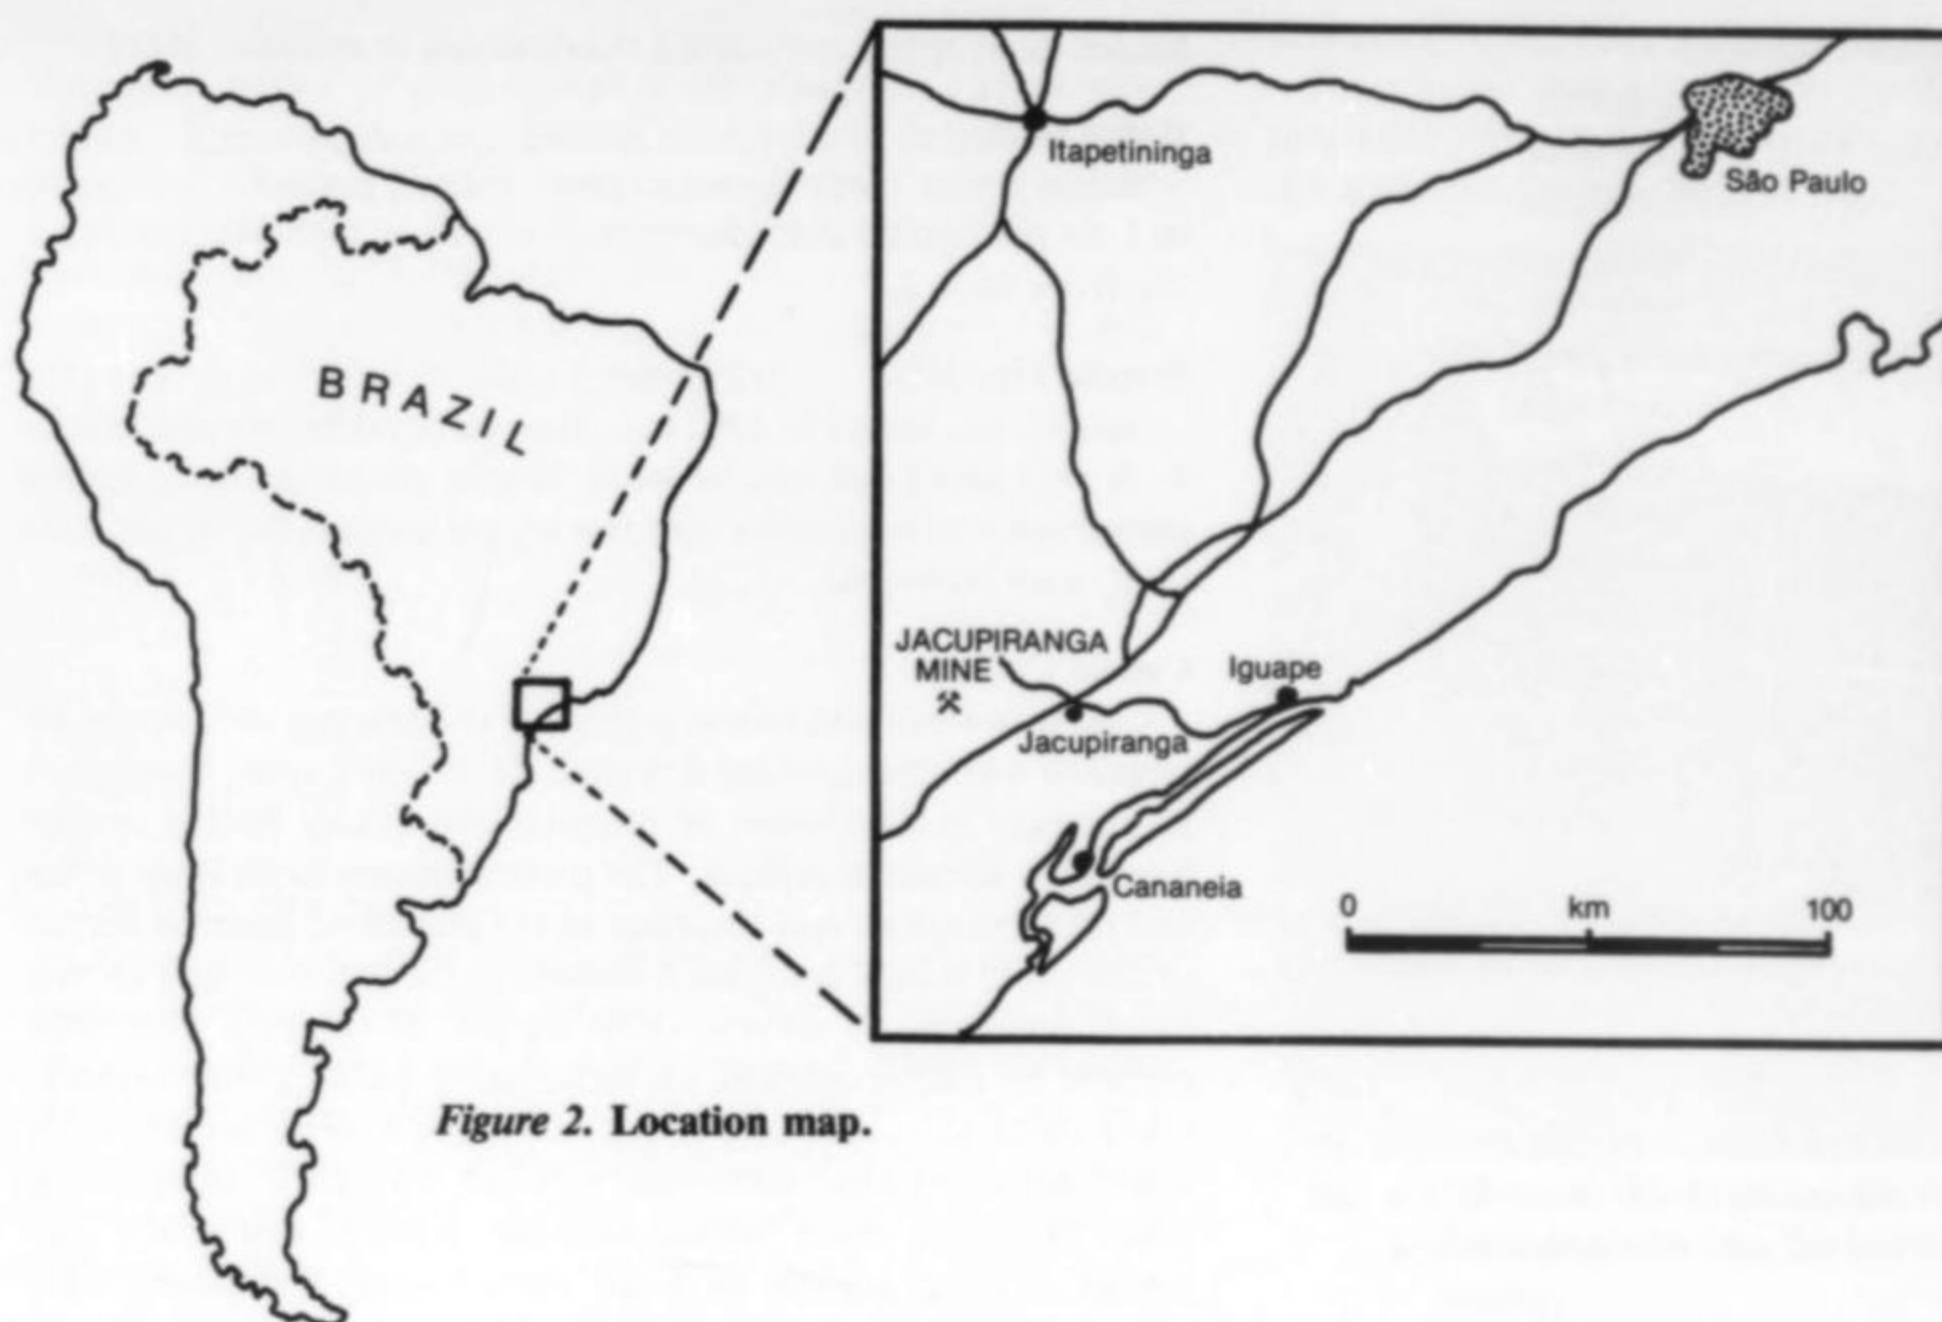 BRAZIL
Itapetininga
São Paulo
JACUPIRANGA
MINE
Iguape
Jacupiranga
Cananeia
0 km 100
Figure 2. Location map.